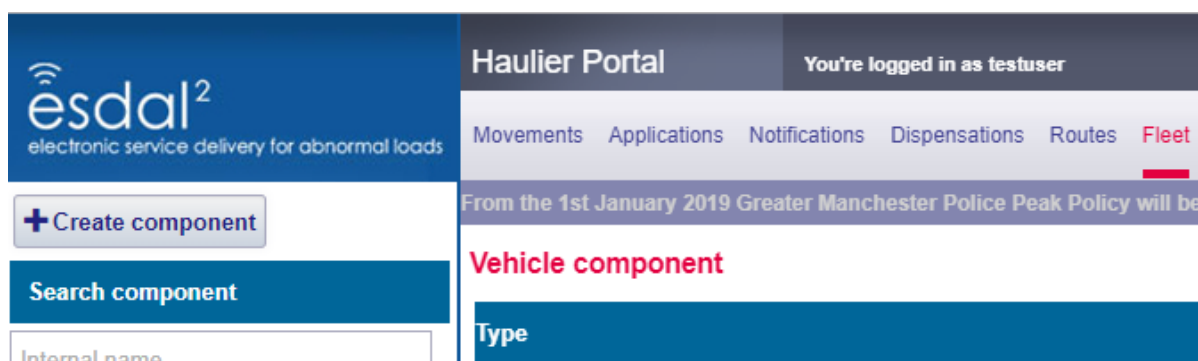 esdal2
electronic service delivery for abnormal loads
Haulier Portal
You're logged in as testuser
Movements Applications Notifications Dispensations Routes Fleet
From the 1st January 2019 Greater Manchester Police Peak Policy will be
+ Create component
Search component
Internal name
Vehicle component
Type